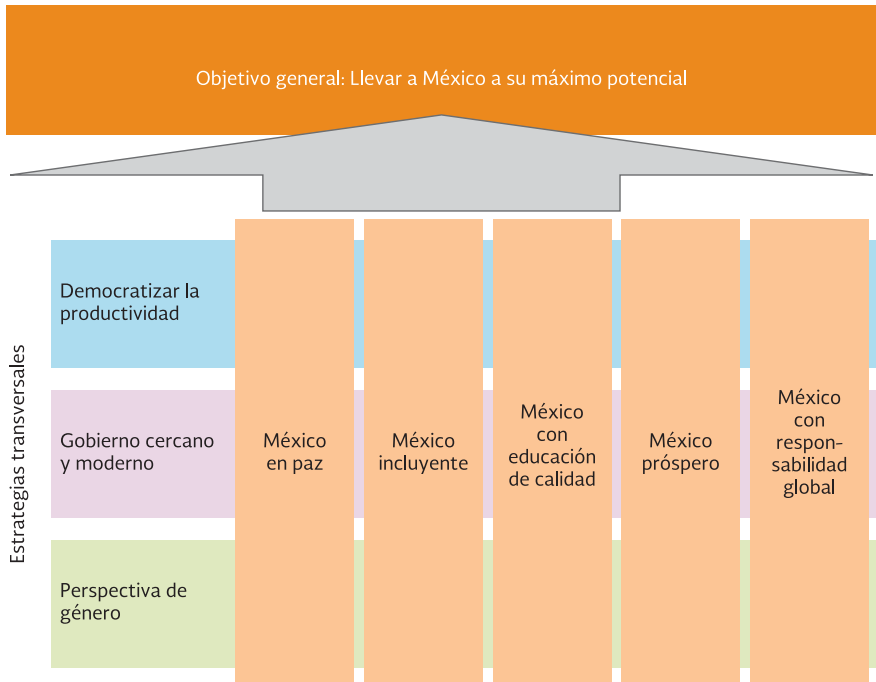 Objetivo general: Llevar a México a su máximo potencial
Estrategias transversales
Democratizar la
productividad
Gobierno cercano
y moderno
Perspectiva de
género
México
en paz
México
incluyente
México
con
educación
de calidad
México
próspero
México
con
respon-
sabilidad
global